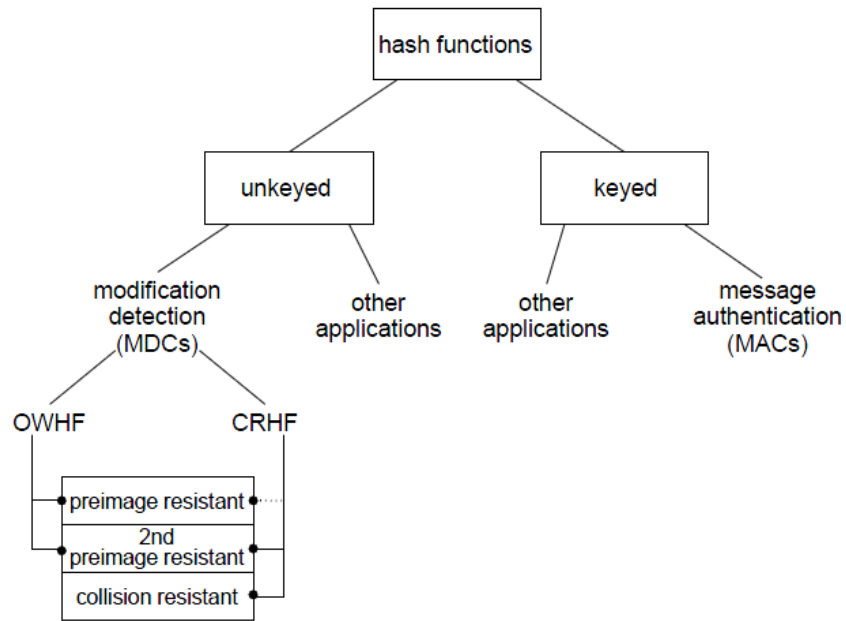 hash functions
unkeyed
keyed
modification
detection
(MDCs)
other
applications
other
applications
message
authentication
(MACs)
OWHF
CRHF
preimage resistant
2nd
preimage resistant
collision resistant